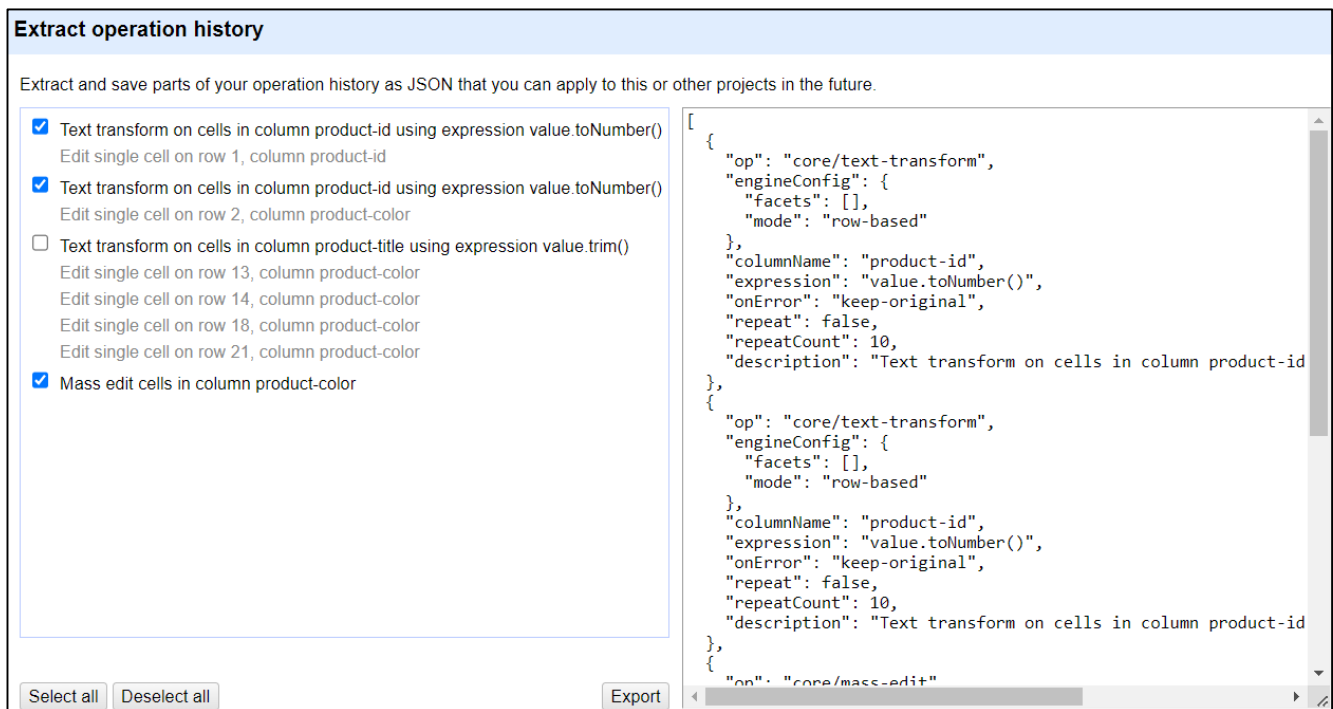 Extract operation history
Extract and save parts of your operation history as JSON that you can apply to this or other projects in the future.
Text transform on cells in column product-id using expression value.toNumber()
Edit single cell on row 1, column product-id
Text transform on cells in column product-id using expression value.toNumber()
Edit single cell on row 2, column product-color
Text transform on cells in column product-title using expression value.trim()
Edit single cell on row 13, column product-color
Edit single cell on row 14, column product-color
Edit single cell on row 18, column product-color
Edit single cell on row 21, column product-color
Mass edit cells in column product-color
Select all
Deselect all
Export
[
{
"op": "core/text-transform",
"engineConfig": {
"facets": [],
"mode": "row-based"
},
"columnName": "product-id",
"expression": "value.toNumber()",
"onError": "keep-original",
"repeat": false,
"repeatCount": 10,
"description": "Text transform on cells in column product-id
},
{
"op": "core/text-transform",
"engineConfig": {
"facets": [],
"mode": "row-based"
},
"columnName": "product-id",
"expression": "value.toNumber()",
"onError": "keep-original",
"repeat": false,
"repeatCount": 10,
"description": "Text transform on cells in column product-id
},
{
"op": "core/mass-edit"